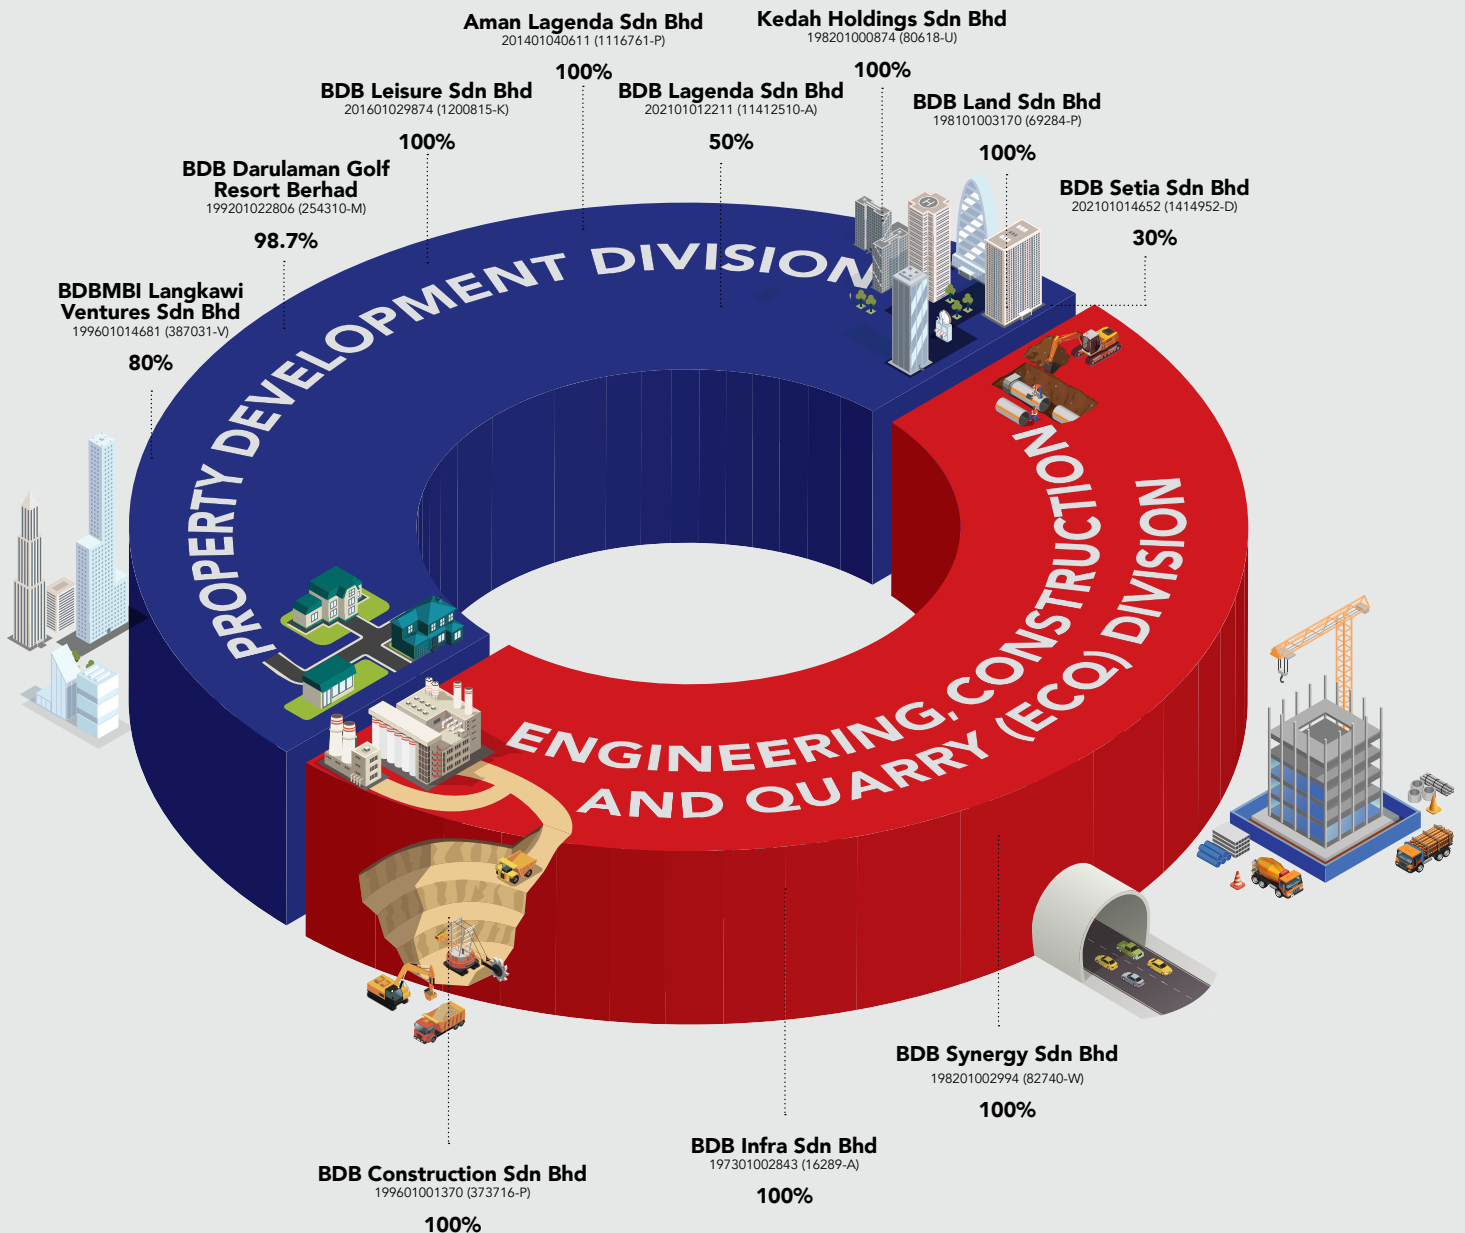 Aman Lagenda Sdn Bhd
201401040611 (1116761-P)
100%
Kedah Holdings Sdn Bhd
198201000874 (80618-U)
100%
BDB Leisure Sdn Bhd
201601029874 (1200815-K)
100%
BDB Lagenda Sdn Bhd
202101012211 (11412510-A)
50%
BDB Land Sdn Bhd
198101003170 (69284-P)
100%
BDB Darulaman Golf
Resort Berhad
199201022806 (254310-M)
98.7%
BDB Setia Sdn Bhd
202101014652 (1414952-D)
30%
BDBMBI Langkawi
Ventures Sdn Bhd
199601014681 (387031-V)
80%
PROPERTY DEVELOPMENT DIVISION
H
ENGINEERING, CONSTRUCTION
AND QUARRY (ECQ) DIVISION
BDB Synergy Sdn Bhd
198201002994 (82740-W)
100%
BDB Infra Sdn Bhd
197301002843 (16289-A)
100%
BDB Construction Sdn Bhd
199601001370 (373716-P)
100%